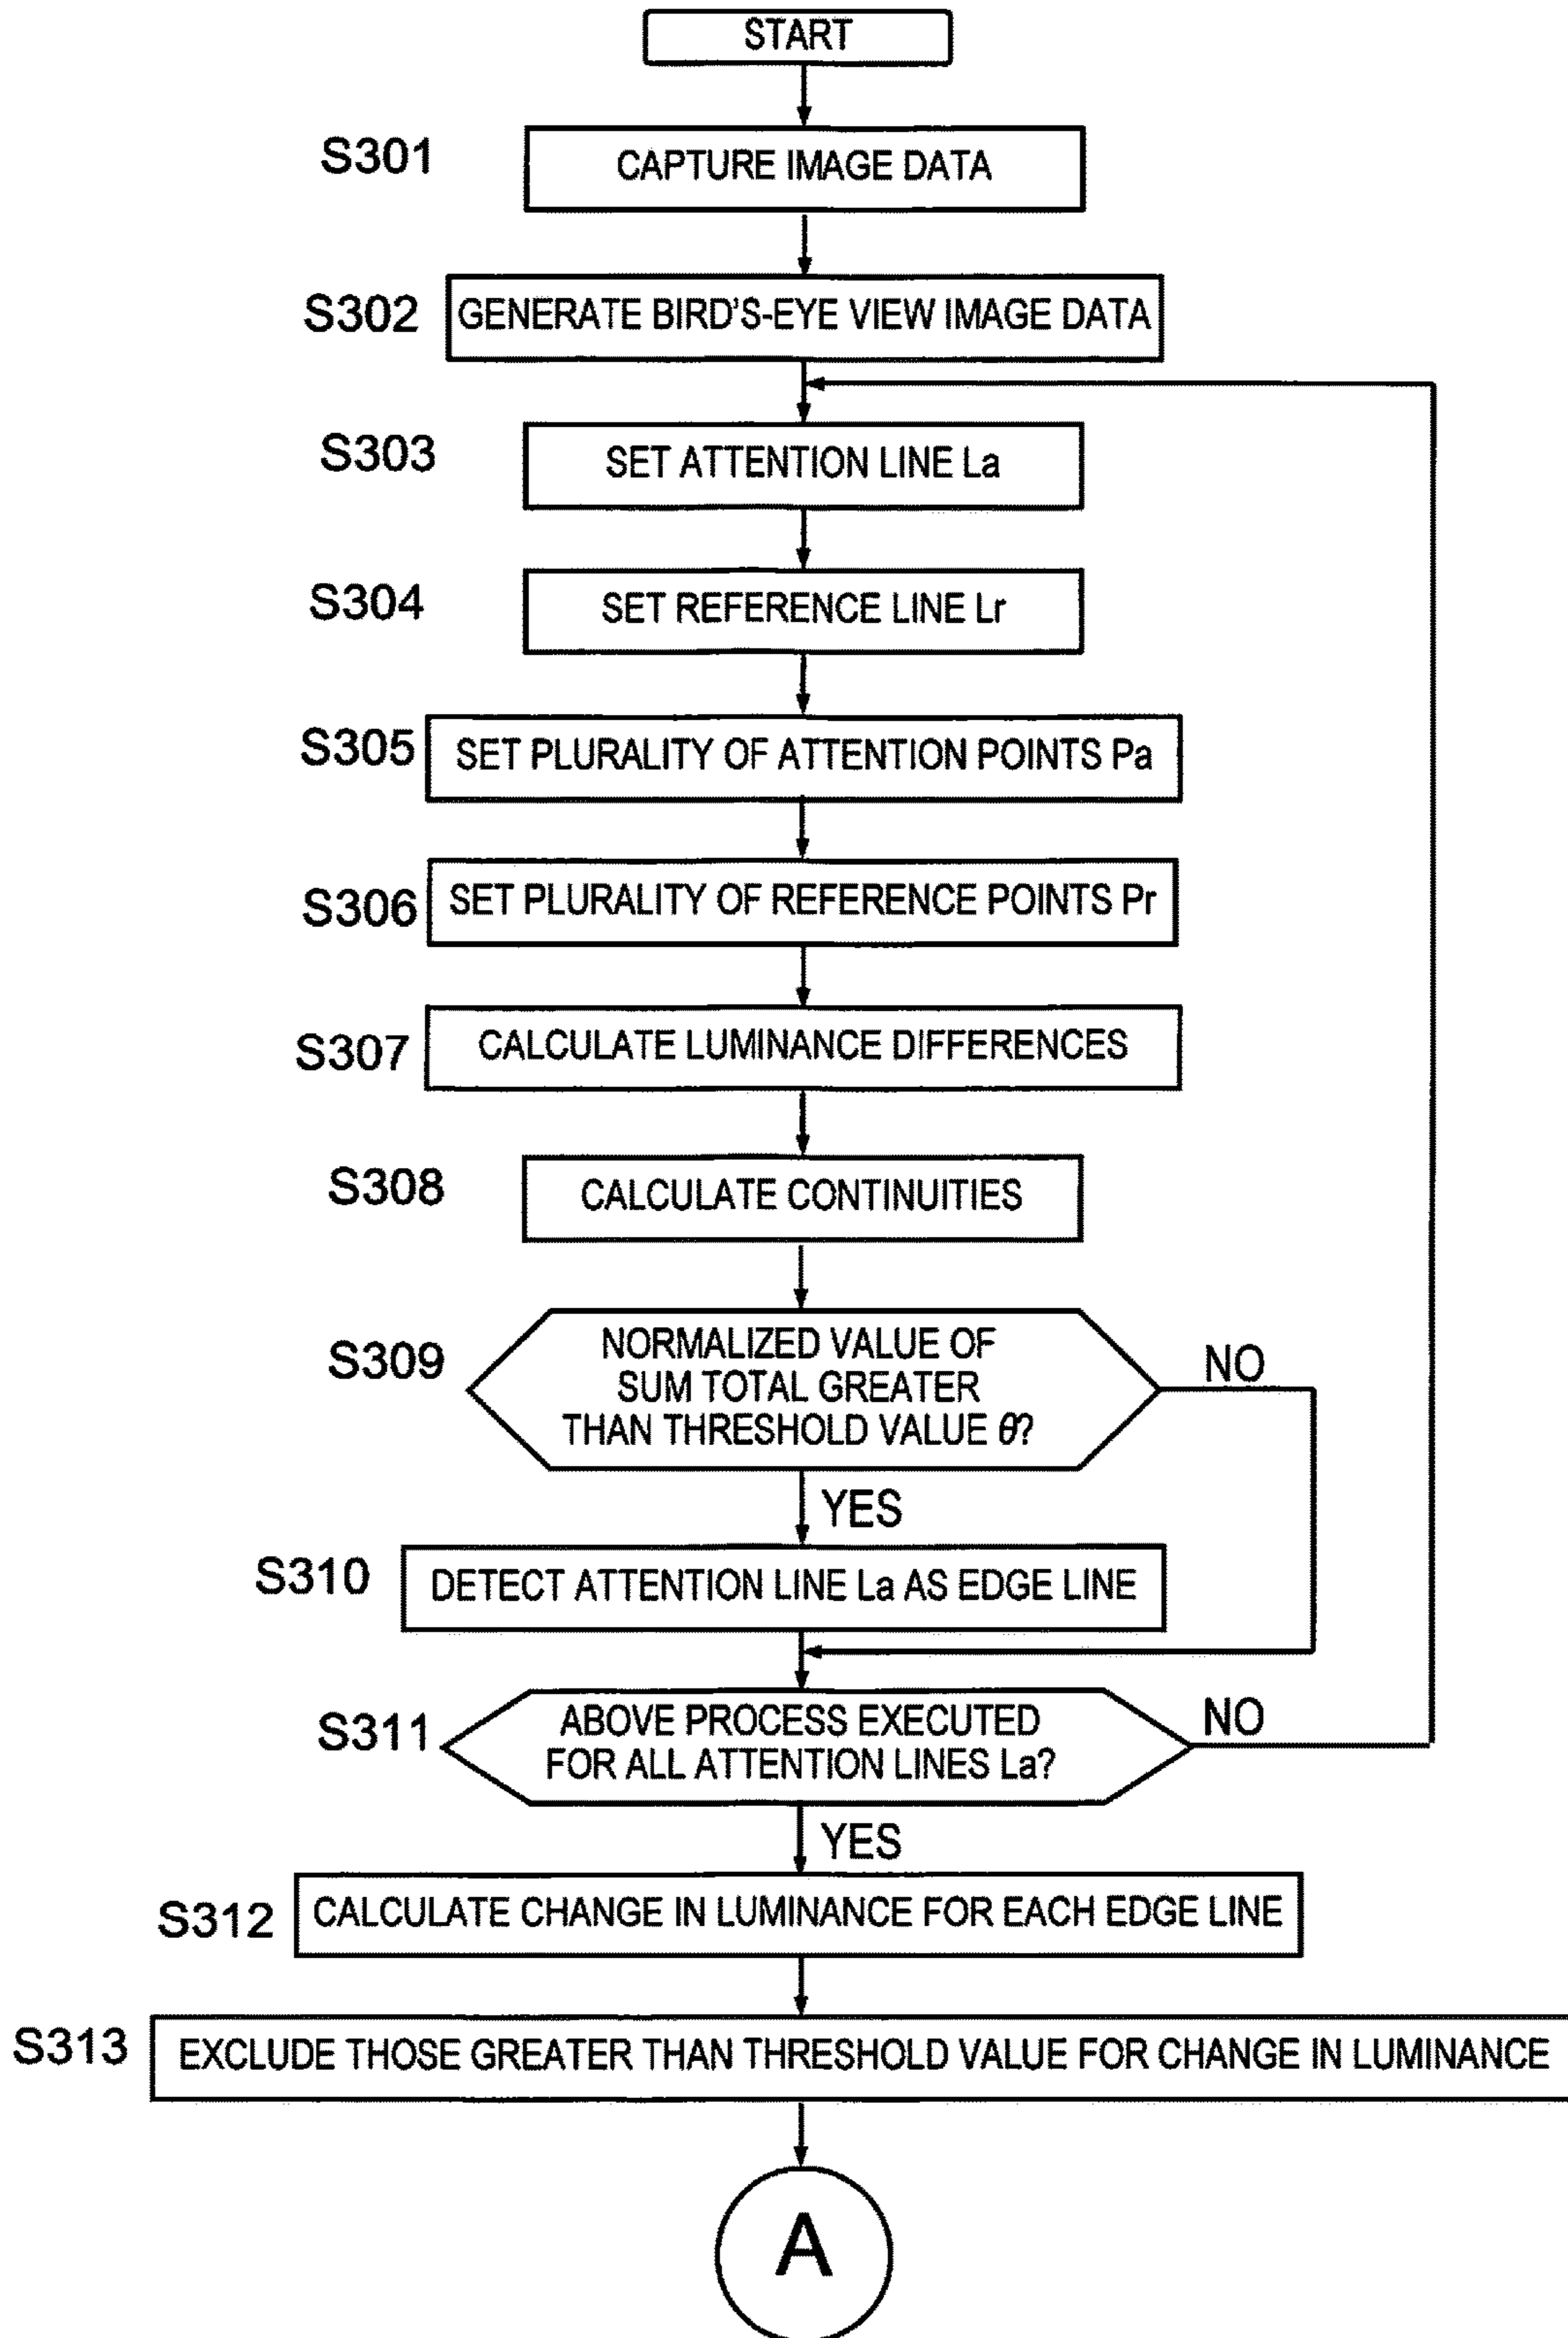 START
S301
CAPTURE IMAGE DATA
S302
GENERATE BIRD'S-EYE VIEW IMAGE DATA
S303
SET ATTENTION LINE La
S304
SET REFERENCE LINE Lr
S305
SET PLURALITY OF ATTENTION POINTS Pa
S306
SET PLURALITY OF REFERENCE POINTS Pr
S307
CALCULATE LUMINANCE DIFFERENCES
S308
CALCULATE CONTINUITIES
S309
NORMALIZED VALUE OF
SUM TOTAL GREATER
THAN THRESHOLD VALUE θ?
NO
YES
S310
DETECT ATTENTION LINE La AS EDGE LINE
S311
ABOVE PROCESS EXECUTED
FOR ALL ATTENTION LINES La?
NO
YES
S312
CALCULATE CHANGE IN LUMINANCE FOR EACH EDGE LINE
S313
EXCLUDE THOSE GREATER THAN THRESHOLD VALUE FOR CHANGE IN LUMINANCE
A